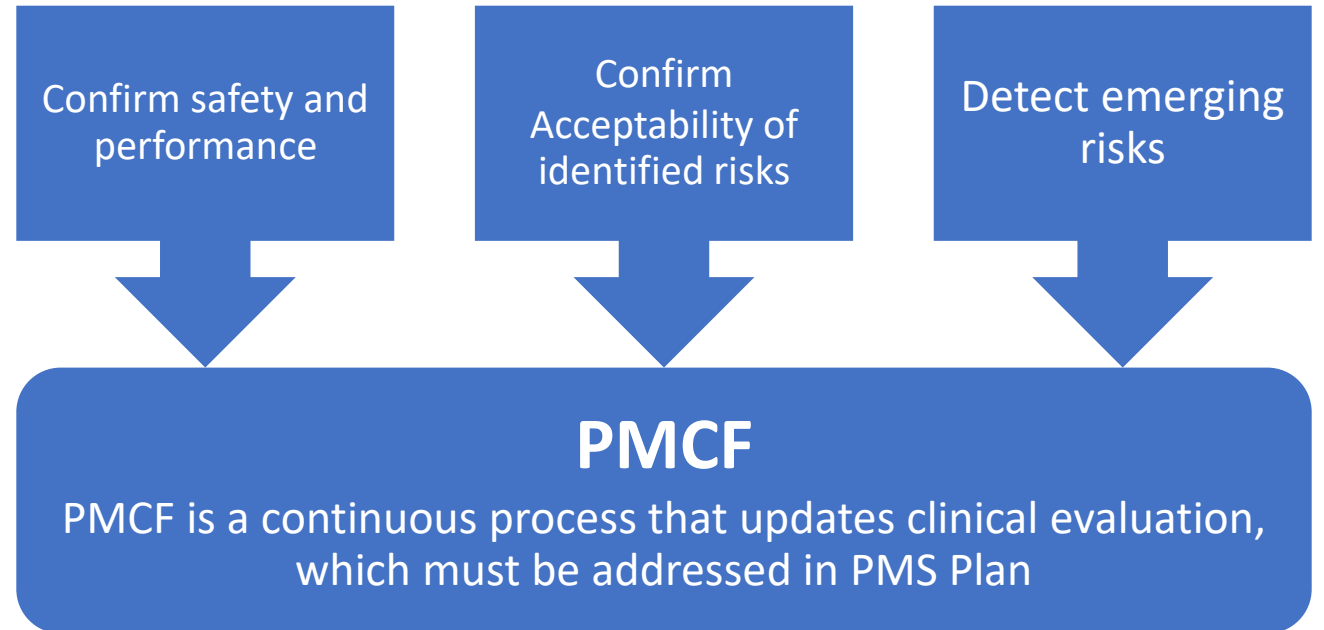 Confirm safety and
performance
Confirm
Acceptability of
identified risks
Detect emerging
risks
PMCF
PMCF is a continuous process that updates clinical evaluation,
which must be addressed in PMS Plan